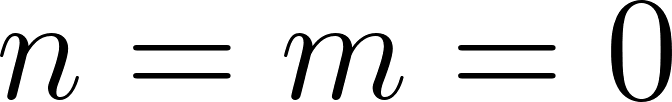 n = m = 0